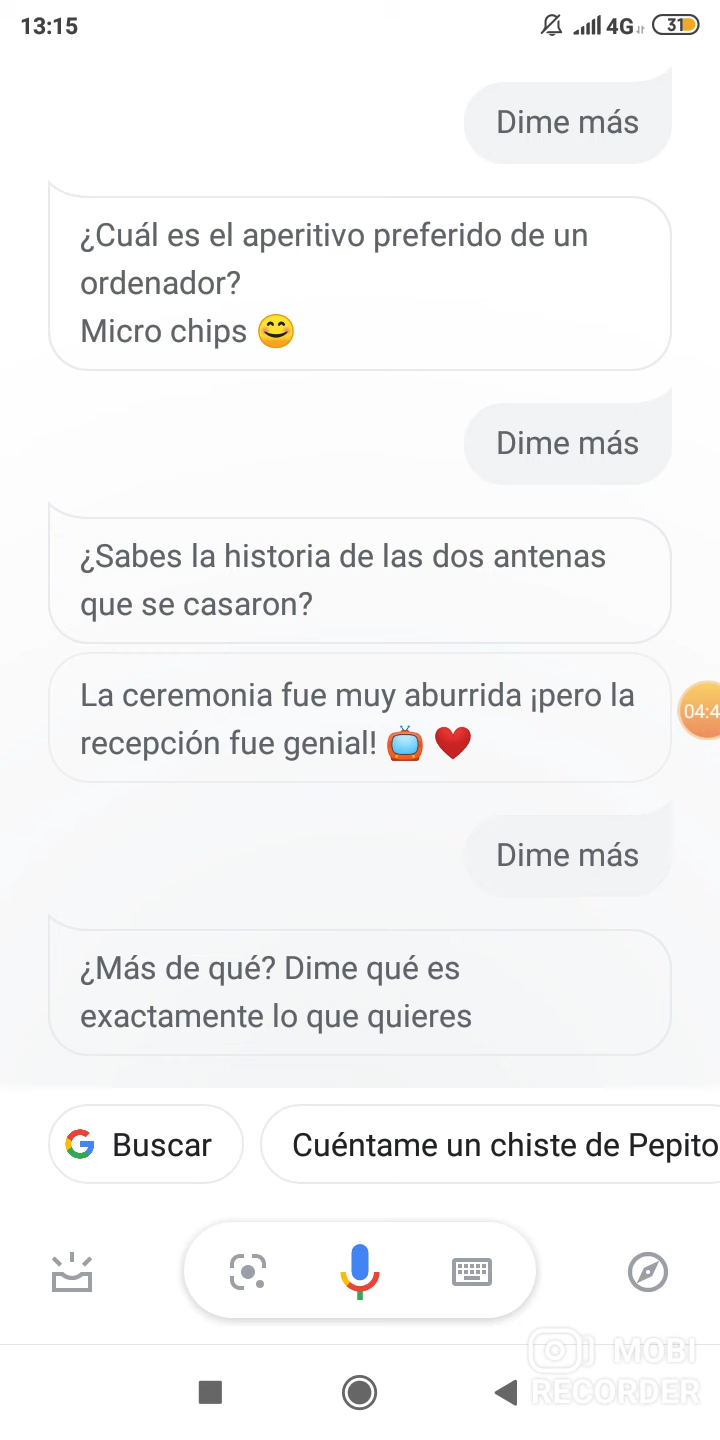 13:15
4G
31
Dime más
¿Cuál es el aperitivo preferido de un
ordenador?
Micro chips 😊
Dime más
¿Sabes la historia de las dos antenas
que se casaron?
La ceremonia fue muy aburrida ¡pero la
recepción fue genial! 📺 ❤️
04:4
Dime más
¿Más de qué? Dime qué es
exactamente lo que quieres
G Buscar
Cuéntame un chiste de Pepito
MOBI
RECORDER